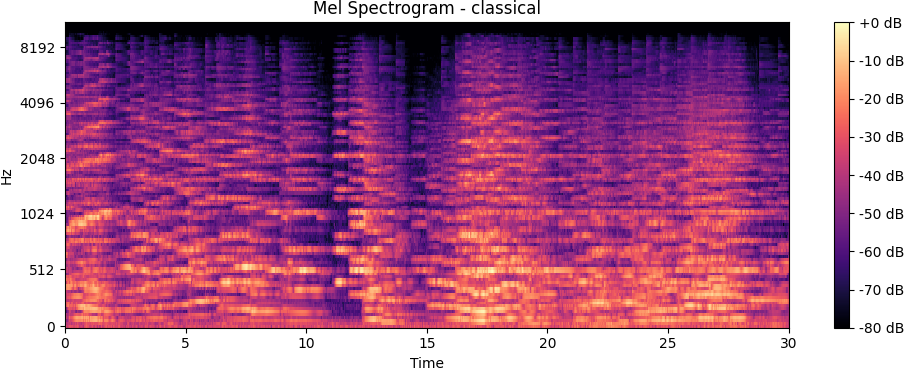 Mel Spectrogram - classical
Hz
8192
4096
2048
1024
512
0
0 5 10 15 20 25 30
Time
+0 dB
-10 dB
-20 dB
-30 dB
-40 dB
-50 dB
-60 dB
-70 dB
-80 dB